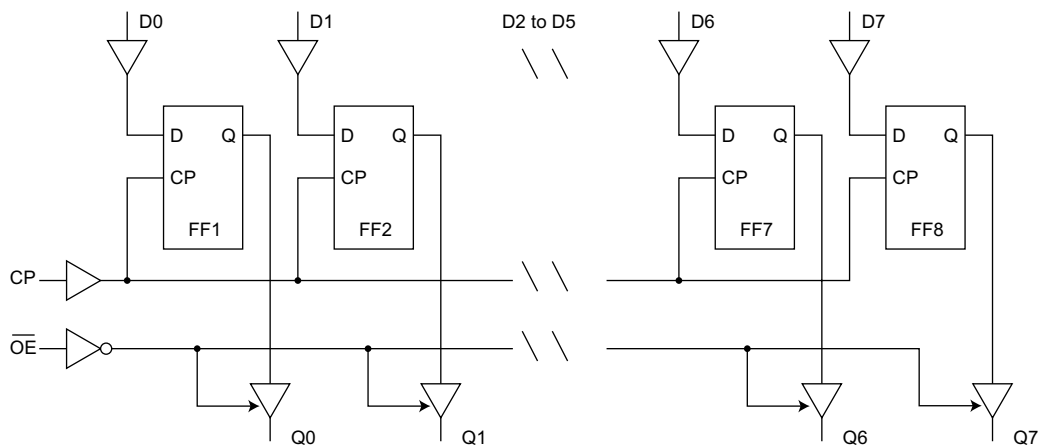 D0 D1 D2 to D5 D6 D7
D Q D Q D Q D Q
CP CP CP CP
FF1 FF2 FF7 FF8
CP
O̅E̅
Q0 Q1 Q6 Q7